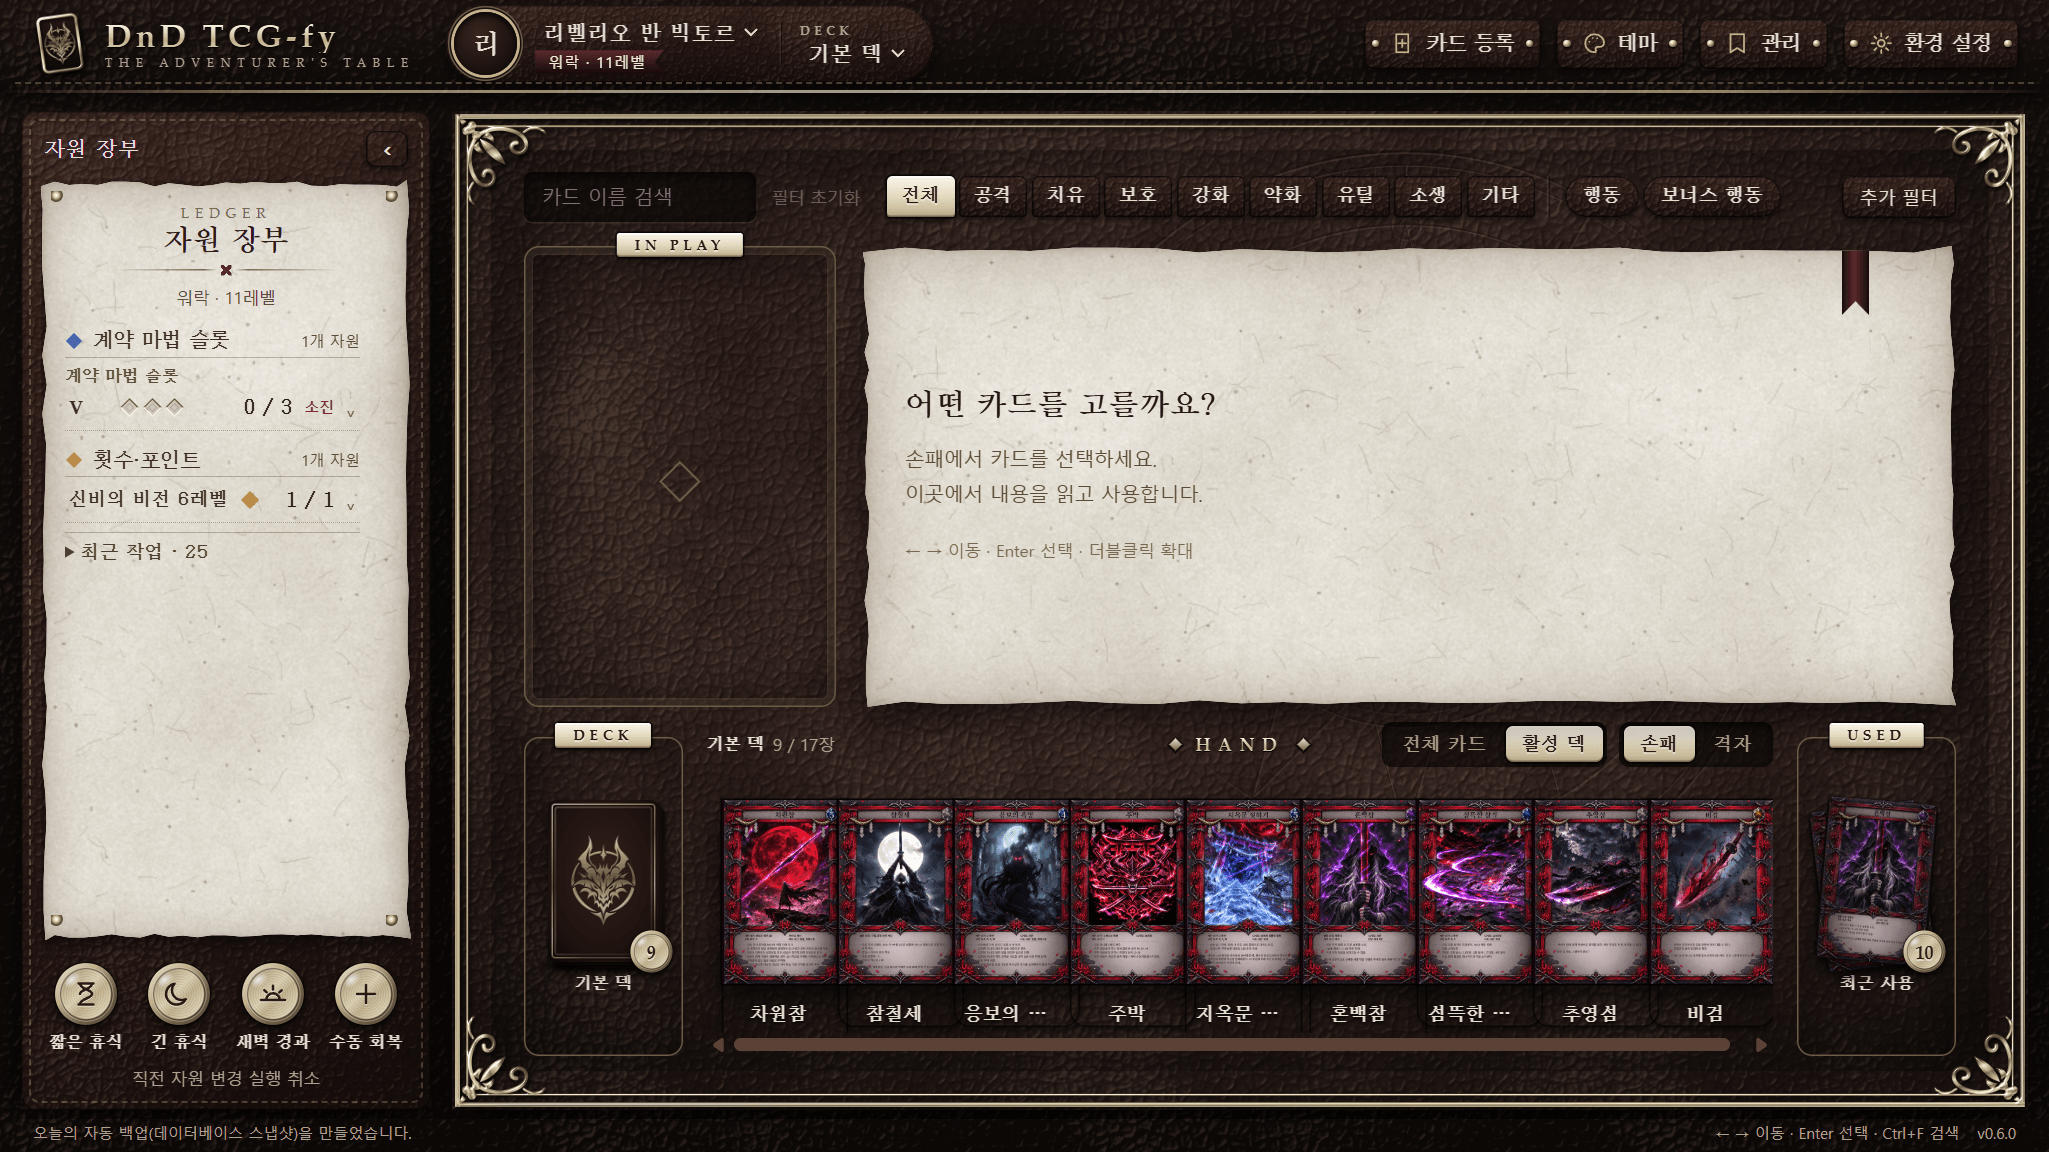 DnD TCG-fy
THE ADVENTURER'S TABLE
리
리벨리오 반 빅토르
워락 · 11레벨
DECK
기본 덱
카드 등록
테마
관리
환경 설정
자원 장부
LEDGER
자원 장부
워락 · 11레벨
계약 마법 슬롯 1개 자원
계약 마법 슬롯
V 0 / 3 소진
횟수·포인트 1개 자원
신비의 비전 6레벨 1 / 1
최근 작업 · 25
짧은 휴식
긴 휴식
새벽 경과
수동 회복
직전 자원 변경 실행 취소
카드 이름 검색
필터 초기화
전체
공격
치유
보호
강화
약화
유틸
소생
기타
행동
보너스 행동
추가 필터
IN PLAY
어떤 카드를 고를까요?
손패에서 카드를 선택하세요.
이곳에서 내용을 읽고 사용합니다.
← → 이동 · Enter 선택 · 더블클릭 확대
DECK
9
기본 덱
기본 덱 9 / 17장
HAND
전체 카드
활성 덱
손패
격자
차원참
참철세
응보의 ···
주박
지옥문 ···
혼백참
섬뜩한 ···
추영섬
비검
USED
10
최근 사용
오늘의 자동 백업(데이터베이스 스냅샷)을 만들었습니다.
← → 이동 · Enter 선택 · Ctrl+F 검색 v0.6.0